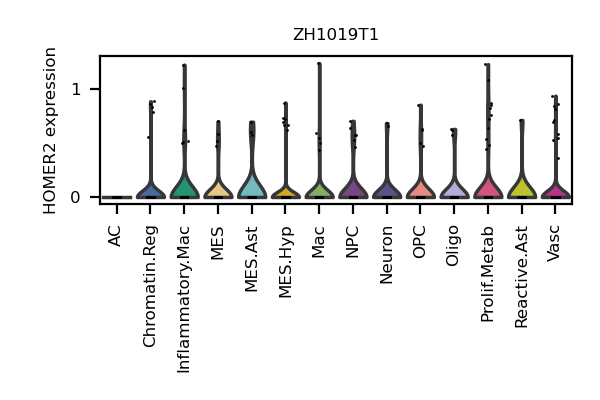 ZH1019T1
HOMER2 expression
1
0
AC
Chromatin.Reg
Inflammatory.Mac
MES
MES.Ast
MES.Hyp
Mac
NPC
Neuron
OPC
Oligo
Prolif.Metab
Reactive.Ast
Vasc